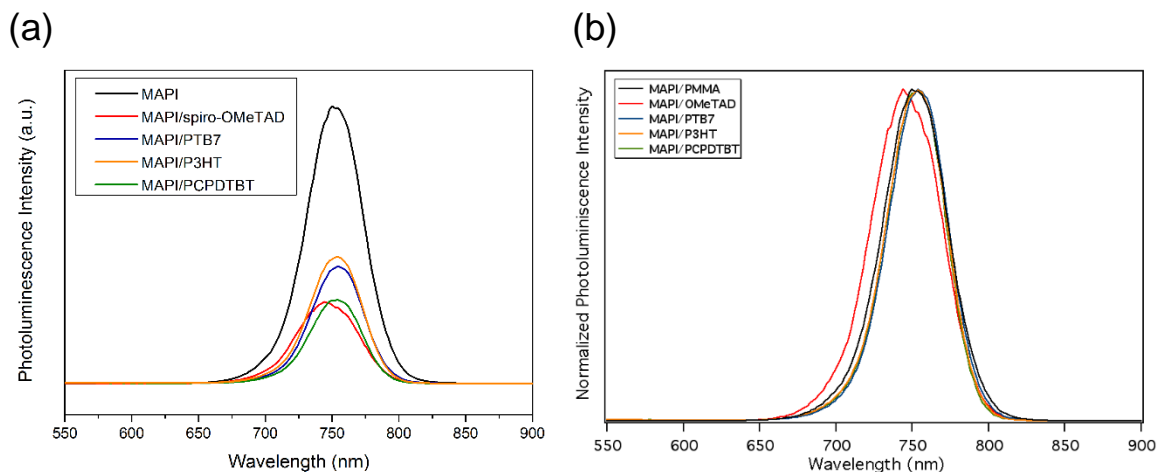 (a)
Photoluminescence Intensity (a.u.)
MAPI
MAPI/spiro-OMeTAD
MAPI/PTB7
MAPI/P3HT
MAPI/PCPDTBT
550 600 650 700 750 800 850 900
Wavelength (nm)
(b)
Normalized Photoluminiscence Intensity
MAPI/PMMA
MAPI/OMeTAD
MAPI/PTB7
MAPI/P3HT
MAPI/PCPDTBT
550 600 650 700 750 800 850 900
Wavelength (nm)